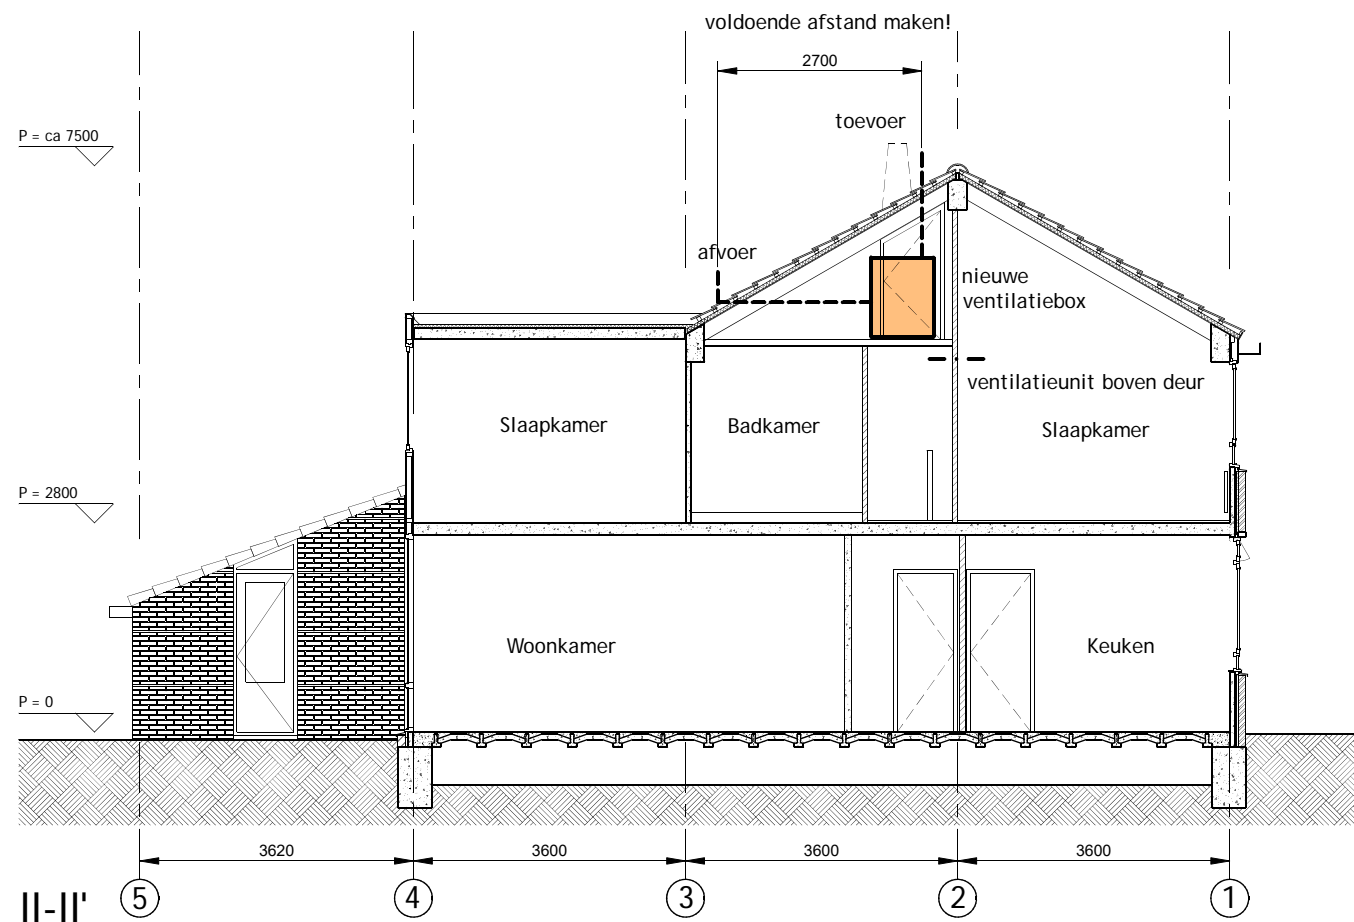 voldoende afstand maken!
2700
toevoer
P = ca 7500
afvoer
nieuwe
ventilatiebox
ventilatieunit boven deur
Slaapkamer
Badkamer
Slaapkamer
P = 2800
Woonkamer
Keuken
P = 0
3620
3600
3600
3600
II-II'
5
4
3
2
1